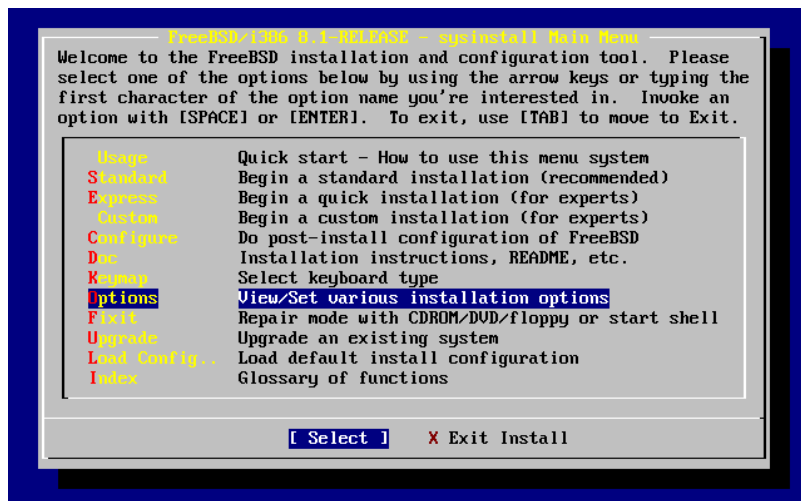 FreeBSD/i386 8.1-RELEASE - sysinstall Main Menu
Welcome to the FreeBSD installation and configuration tool. Please
select one of the options below by using the arrow keys or typing the
first character of the option name you're interested in. Invoke an
option with [SPACE] or [ENTER]. To exit, use [TAB] to move to Exit.
Usage Quick start - How to use this menu system
Standard Begin a standard installation (recommended)
Express Begin a quick installation (for experts)
Custom Begin a custom installation (for experts)
Configure Do post-install configuration of FreeBSD
Doc Installation instructions, README, etc.
Keymap Select keyboard type
Options View/Set various installation options
Fixit Repair mode with CDROM/DVD/floppy or start shell
Upgrade Upgrade an existing system
Load Config.. Load default install configuration
Index Glossary of functions
[ Select ] X Exit Install